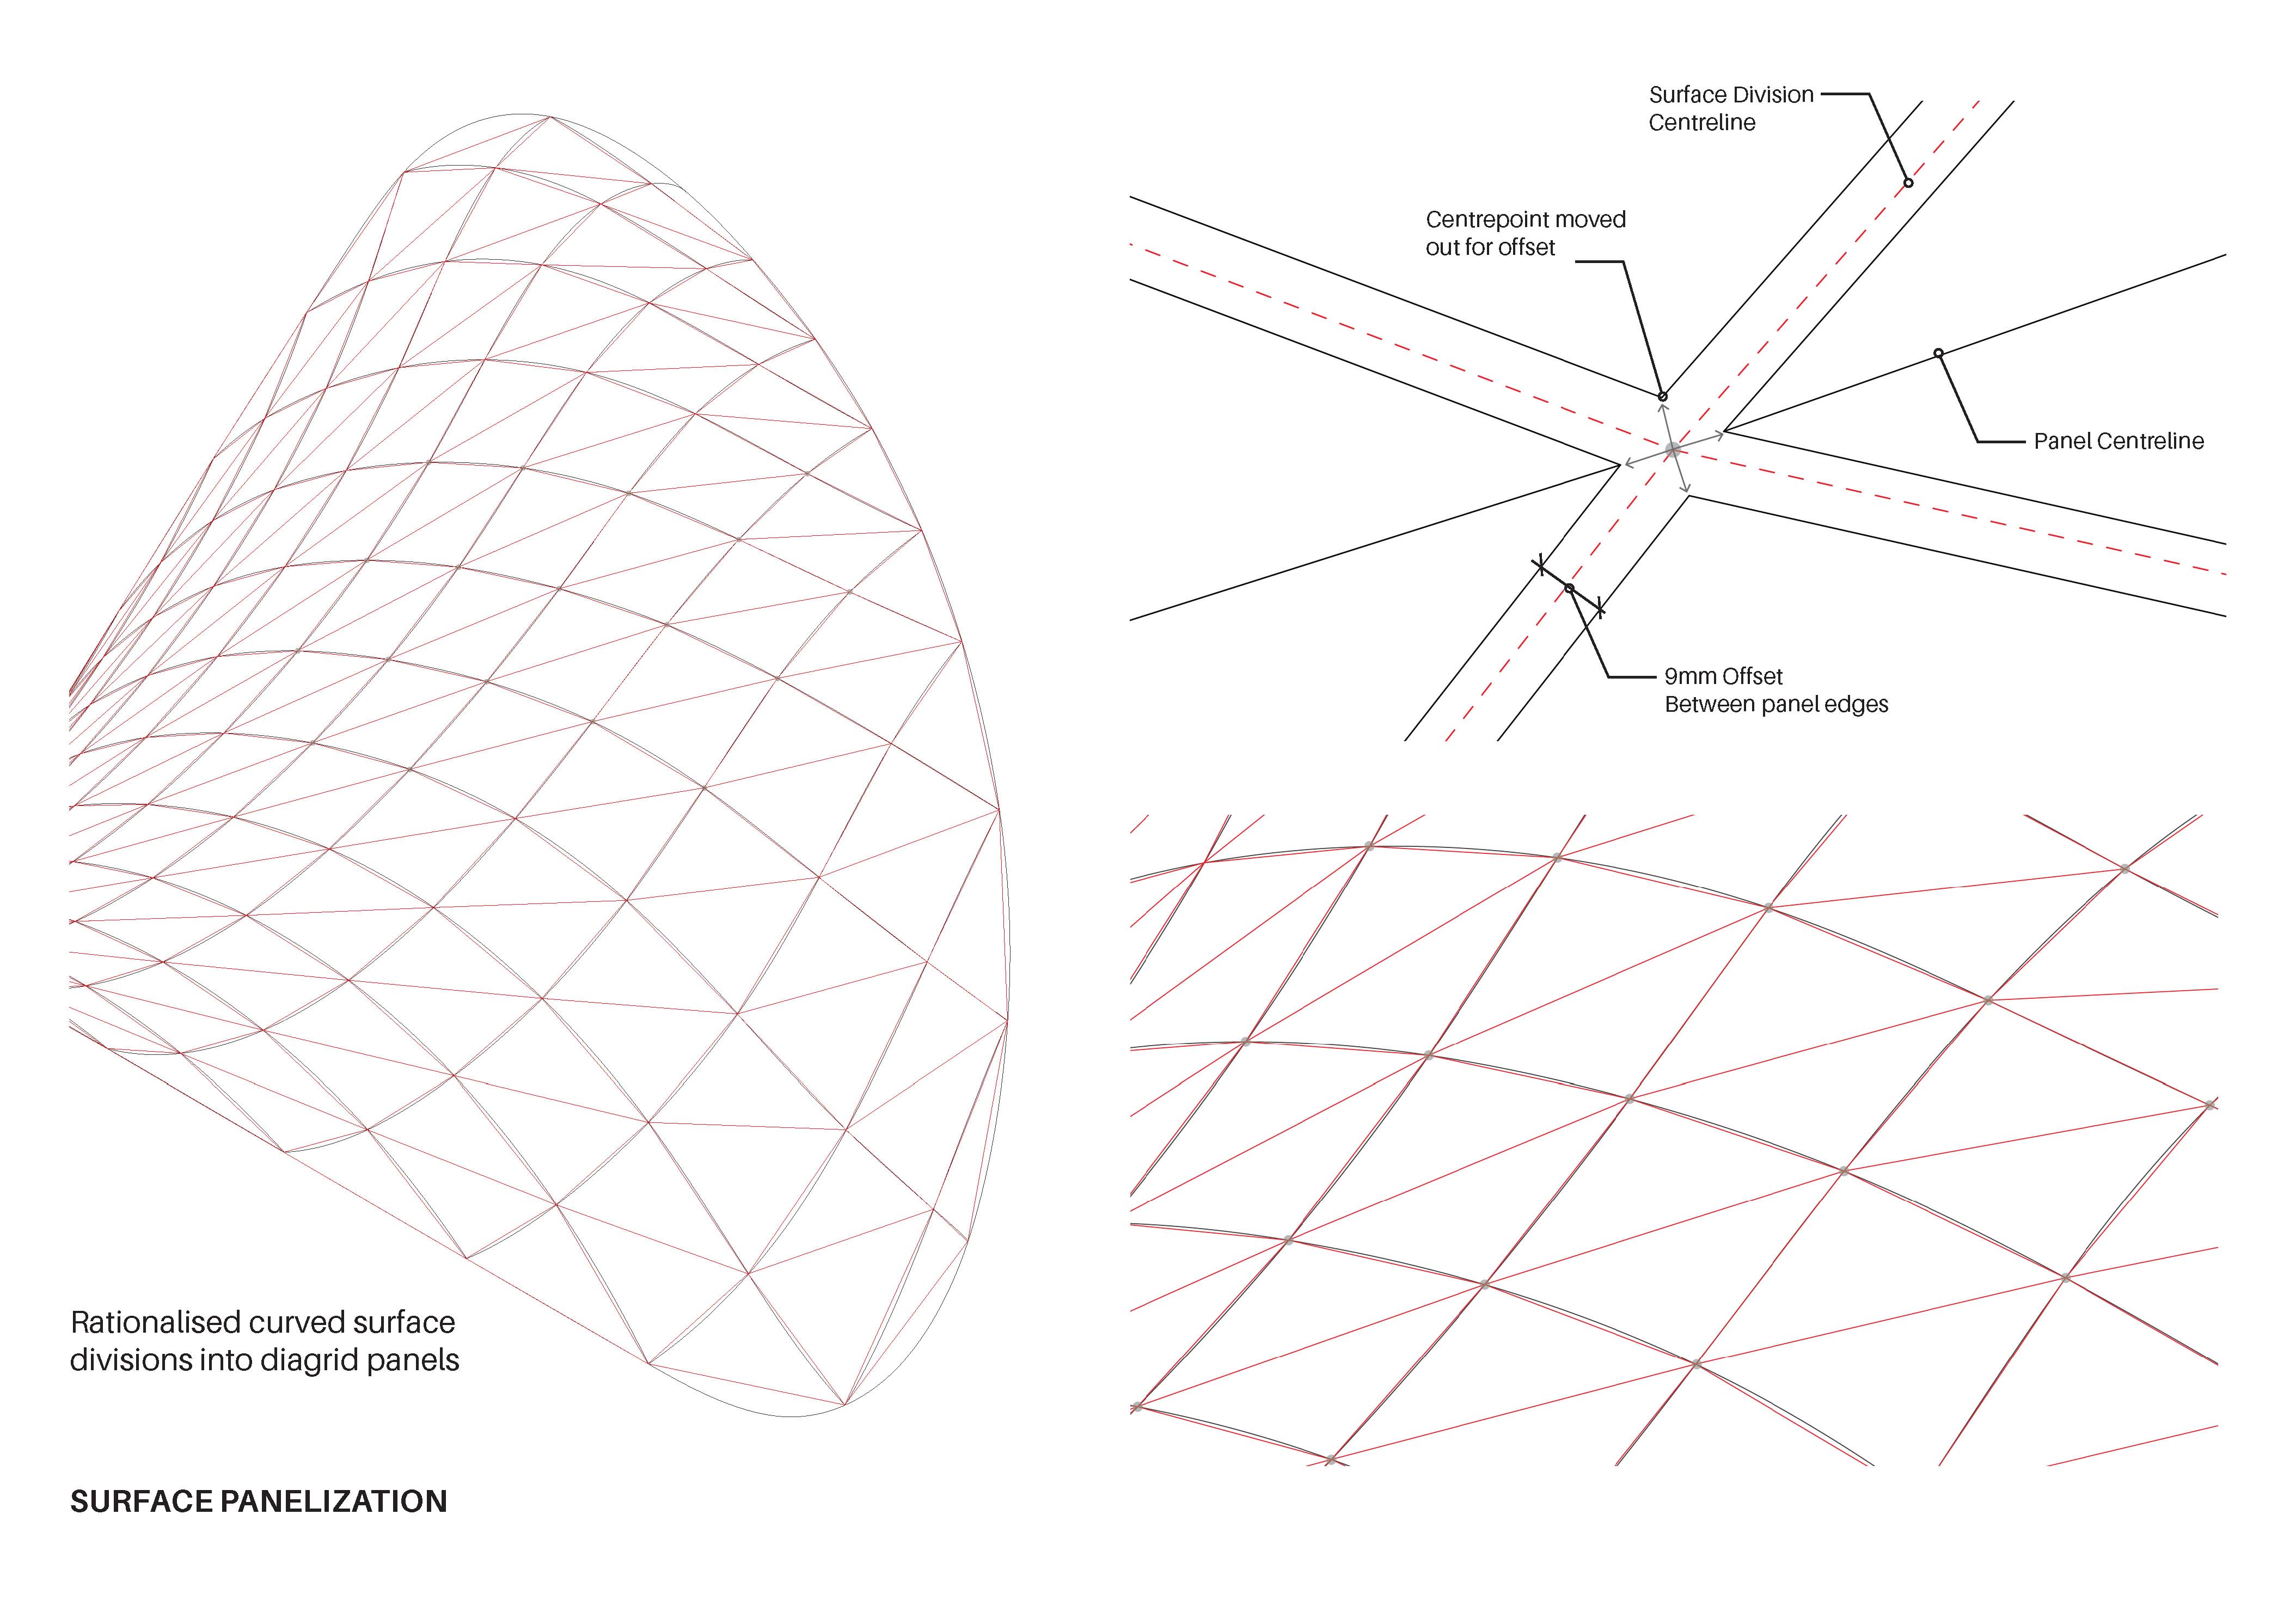 Surface Division
Centreline
Centrepoint moved
out for offset
Panel Centreline
9mm Offset
Between panel edges
Rationalised curved surface
divisions into diagrid panels
SURFACE PANELIZATION